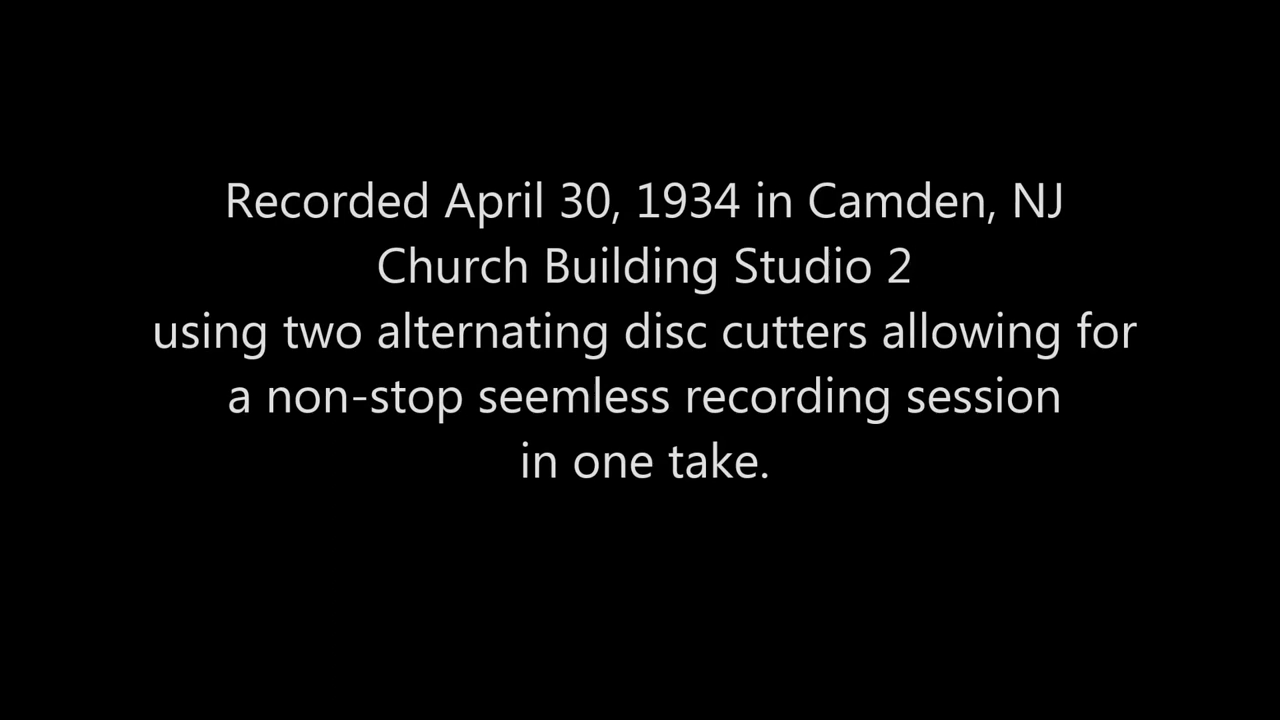 Recorded April 30, 1934 in Camden, NJ
Church Building Studio 2
using two alternating disc cutters allowing for
a non-stop seemless recording session
in one take.